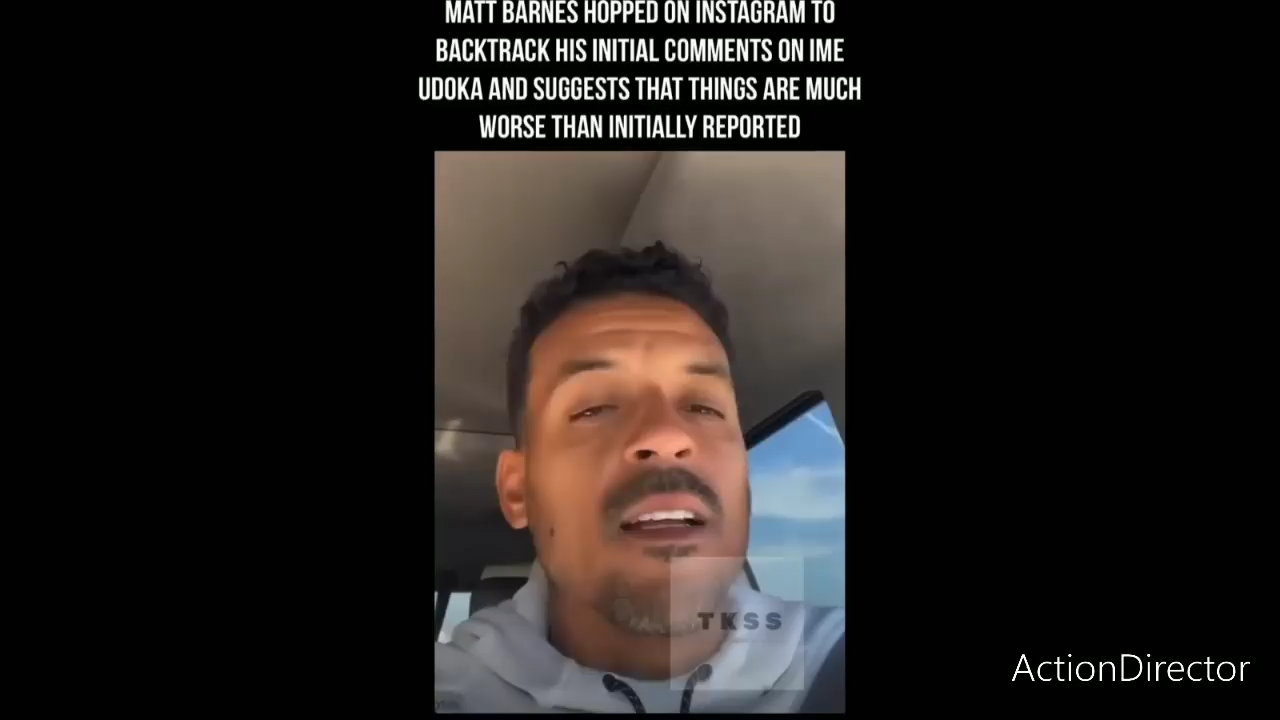 MATT BARNES HOPPED ON INSTAGRAM TO
BACKTRACK HIS INITIAL COMMENTS ON IME
UDOKA AND SUGGESTS THAT THINGS ARE MUCH
WORSE THAN INITIALLY REPORTED
TKSS
ActionDirector